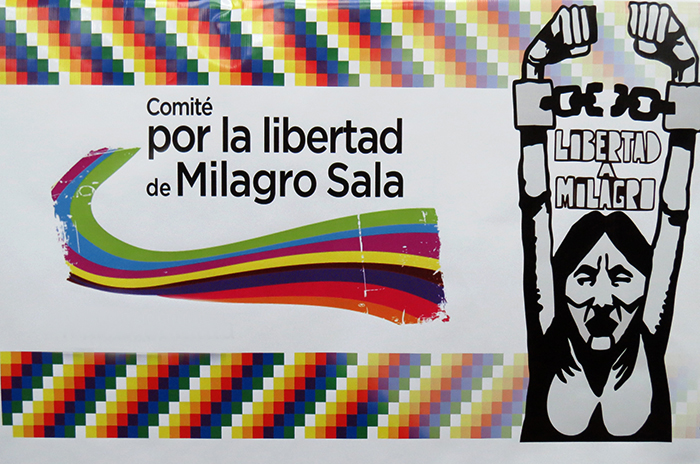 Comité
por la libertad
de Milagro Sala
LIBERTAD
A
MILAGRO